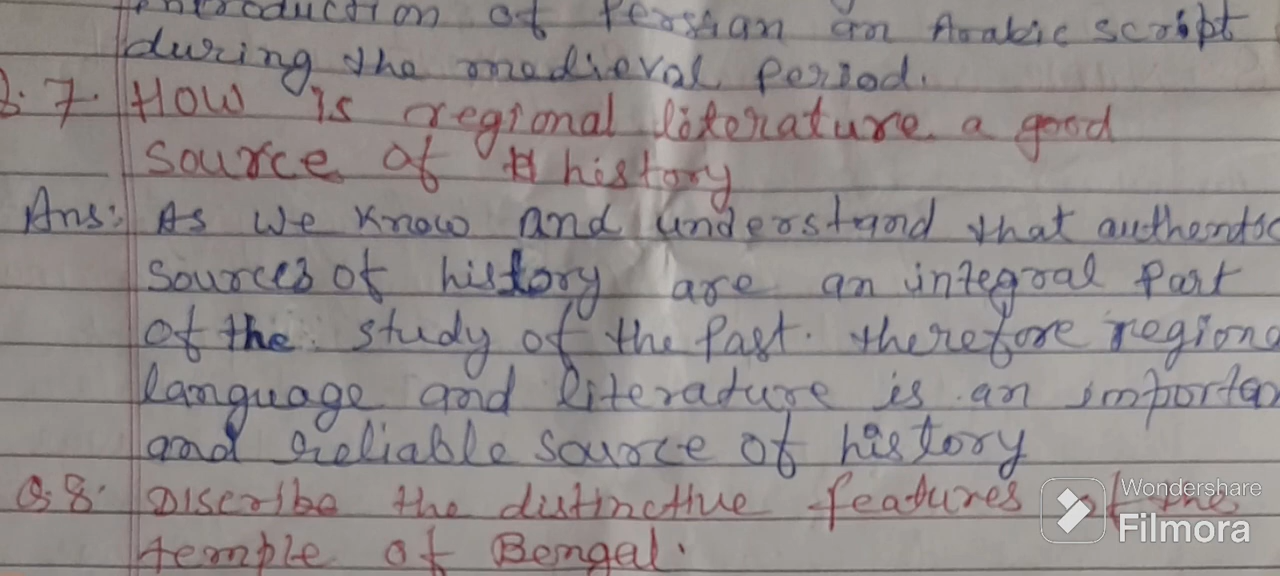 introduction of Persian an Arabic script
during the medieval period.
Q.7. How is regional literature a good
source of history
Ans: As we know and understand that authentic
sources of history are an integral part
of the study of the past. therefore regiona
language and literature is an importan
and reliable source of history
Q.8. Discribe the distinctive features of the
temple of Bengal.
Wondershare
Filmora